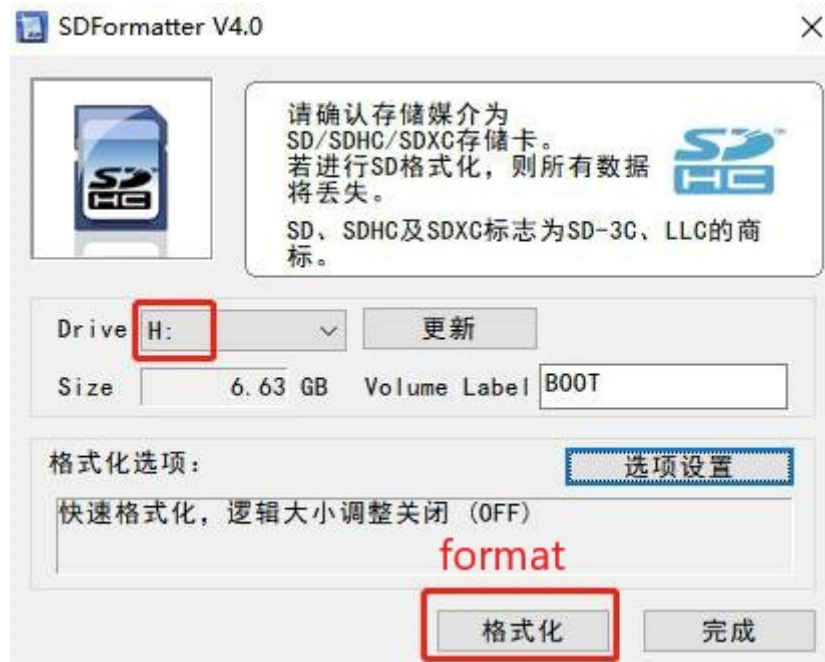 SDFormatter V4.0
请确认存储媒介为
SD/SDHC/SDXC存储卡。
若进行SD格式化，则所有数据
将丢失。
SD、SDHC及SDXC标志为SD-3C、LLC的商
标。
SD
HC
SD
HC
Drive H: 更新
Size 6.63 GB Volume Label BOOT
格式化选项： 选项设置
快速格式化，逻辑大小调整关闭 (OFF)
format
格式化 完成